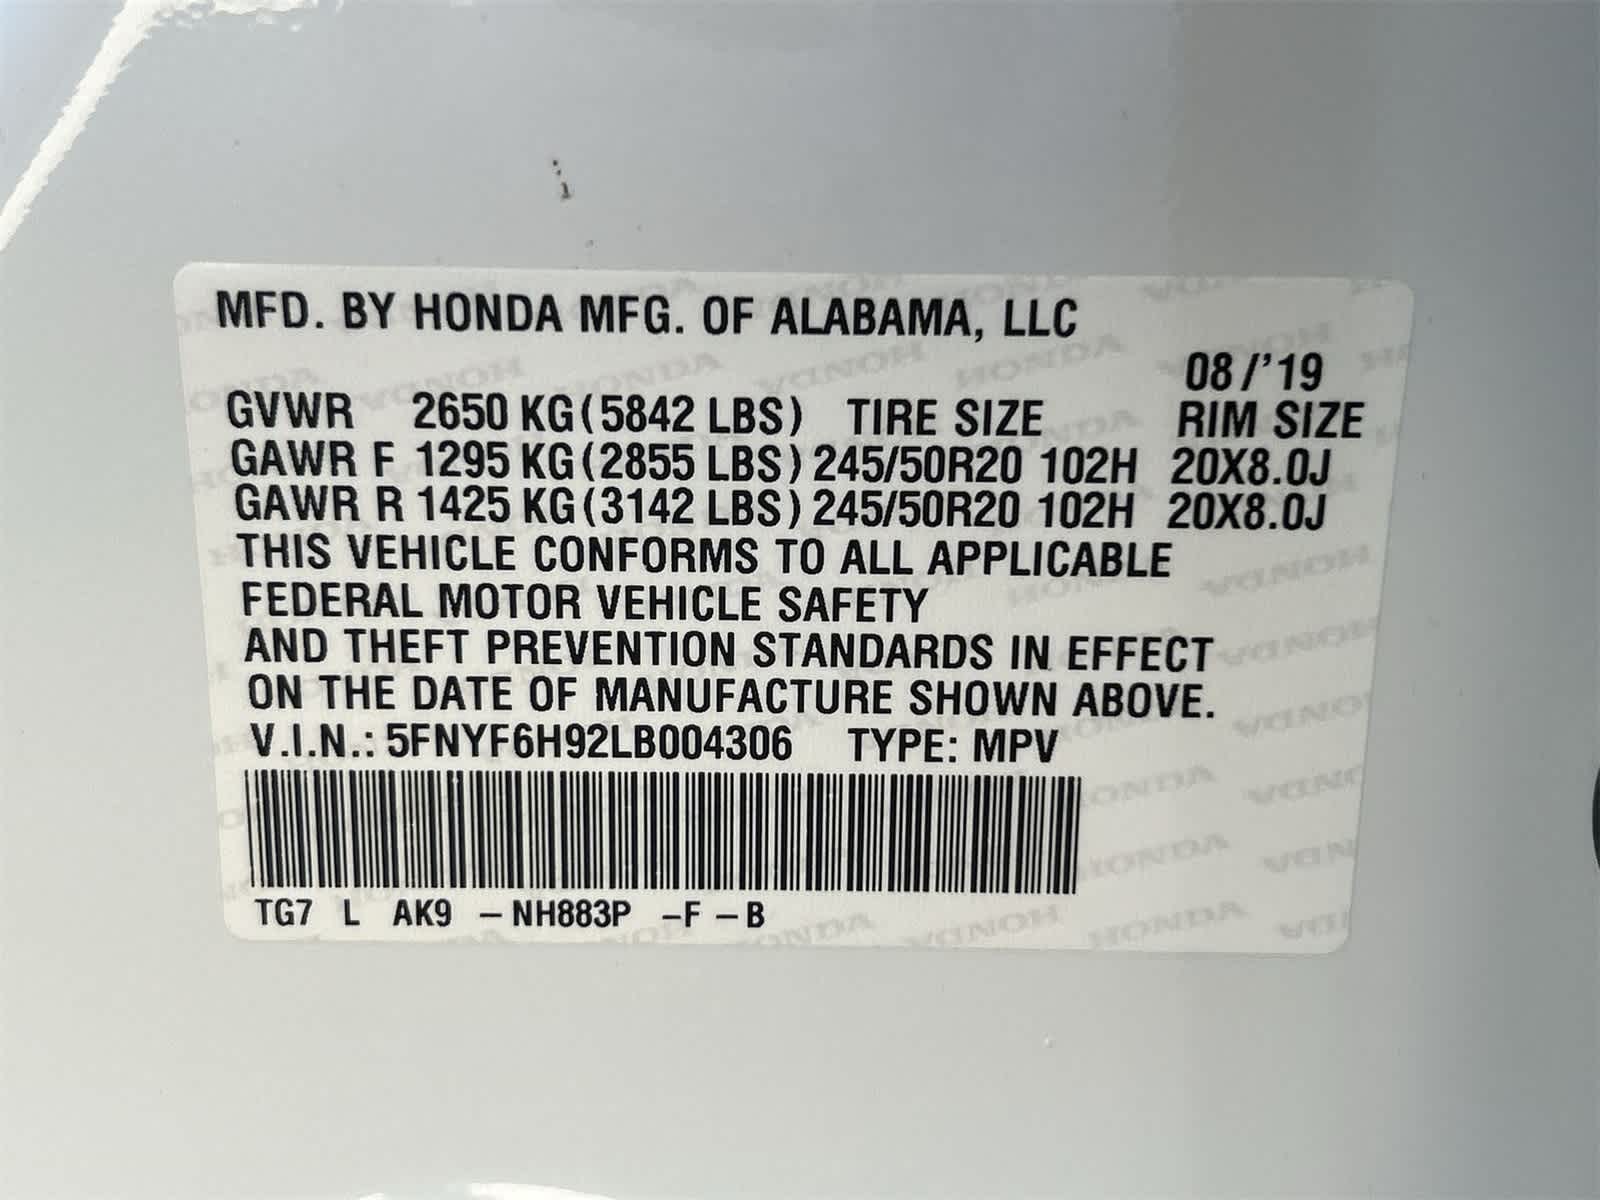 MFD. BY HONDA MFG. OF ALABAMA, LLC
08/'19
GVWR 2650 KG (5842 LBS) TIRE SIZE RIM SIZE
GAWR F 1295 KG (2855 LBS) 245/50R20 102H 20X8.0J
GAWR R 1425 KG (3142 LBS) 245/50R20 102H 20X8.0J
THIS VEHICLE CONFORMS TO ALL APPLICABLE
FEDERAL MOTOR VEHICLE SAFETY
AND THEFT PREVENTION STANDARDS IN EFFECT
ON THE DATE OF MANUFACTURE SHOWN ABOVE.
V.I.N.: 5FNYF6H92LB004306 TYPE: MPV
TG7 L AK9 – NH883P –F – B